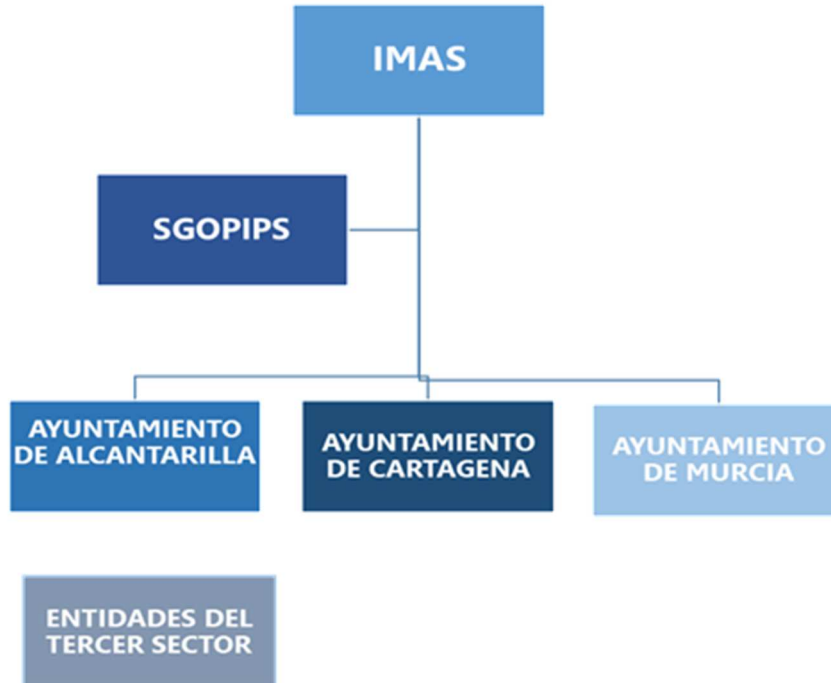 IMAS
SGOPIPS
AYUNTAMIENTO
DE ALCANTARILLA
AYUNTAMIENTO
DE CARTAGENA
AYUNTAMIENTO
DE MURCIA
ENTIDADES DEL
TERCER SECTOR